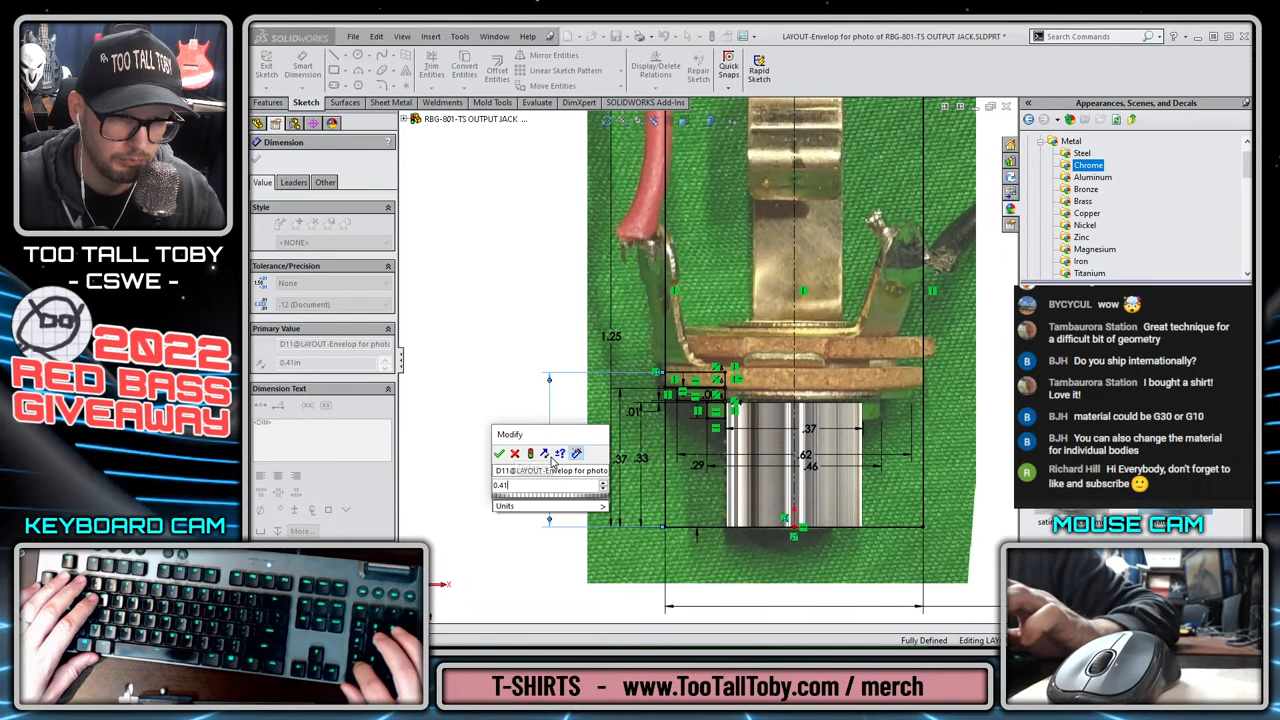 TOO TALL TOBY
TOO TALL TOBY
- CSWE -
2022
RED BASS
GIVEAWAY
KEYBOARD CAM
SOLIDWORKS
File
Edit
View
Insert
Tools
Window
Help
LAYOUT-Envelop for photo of RBG-801-TS OUTPUT JACK.SLDPRT *
Search Commands
Exit
Sketch
Smart
Dimension
Trim
Entities
Convert
Entities
Offset
Entities
Mirror Entities
Linear Sketch Pattern
Move Entities
Display/Delete
Relations
Repair
Sketch
Quick
Snaps
Rapid
Sketch
Features
Sketch
Surfaces
Sheet Metal
Weldments
Mold Tools
Evaluate
DimXpert
SOLIDWORKS Add-Ins
RBG-801-TS OUTPUT JACK ...
Dimension
Value
Leaders
Other
Style
<NONE>
Tolerance/Precision
None
.12 (Document)
Primary Value
D11@LAYOUT-Envelop for photo
0.41in
Dimension Text
<DIM>
More...
1.25
.01
.37
.33
.29
.37
.62
.46
Modify
D11@LAYOUT-Envelop for photo
0.41
Units
X
Fully Defined
Editing LAY
Appearances, Scenes, and Decals
Metal
Steel
Chrome
Aluminum
Bronze
Brass
Copper
Nickel
Zinc
Magnesium
Iron
Titanium
BYCYCUL wow
Tambaurora Station Great technique for
a difficult bit of geometry
BJH Do you ship internationally?
Tambaurora Station I bought a shirt!
Love it!
BJH material could be G30 or G10
BJH You can also change the material
for individual bodies
Richard Hill Hi Everybody, don't forget to
like and subscribe
MOUSE CAM
T-SHIRTS - www.TooTallToby.com / merch